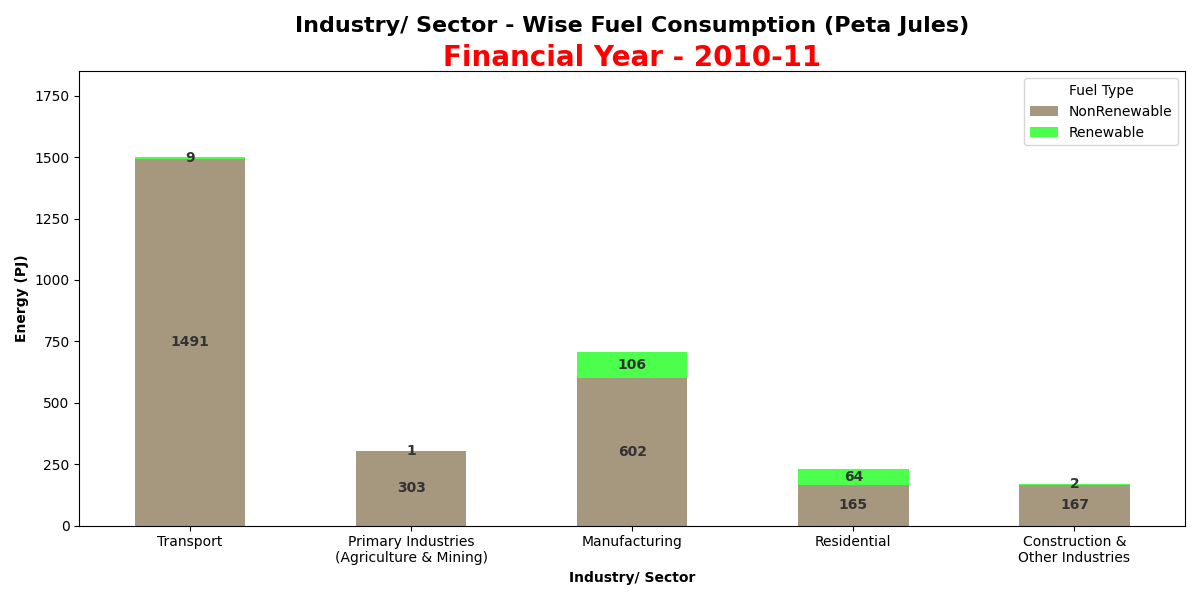 Industry/ Sector - Wise Fuel Consumption (Peta Jules)
Financial Year - 2010-11
Energy (PJ)
1750
1500
1250
1000
750
500
250
0
Fuel Type
NonRenewable
Renewable
9
1491
1
303
106
602
64
165
2
167
Transport
Primary Industries
(Agriculture & Mining)
Manufacturing
Residential
Construction &
Other Industries
Industry/ Sector